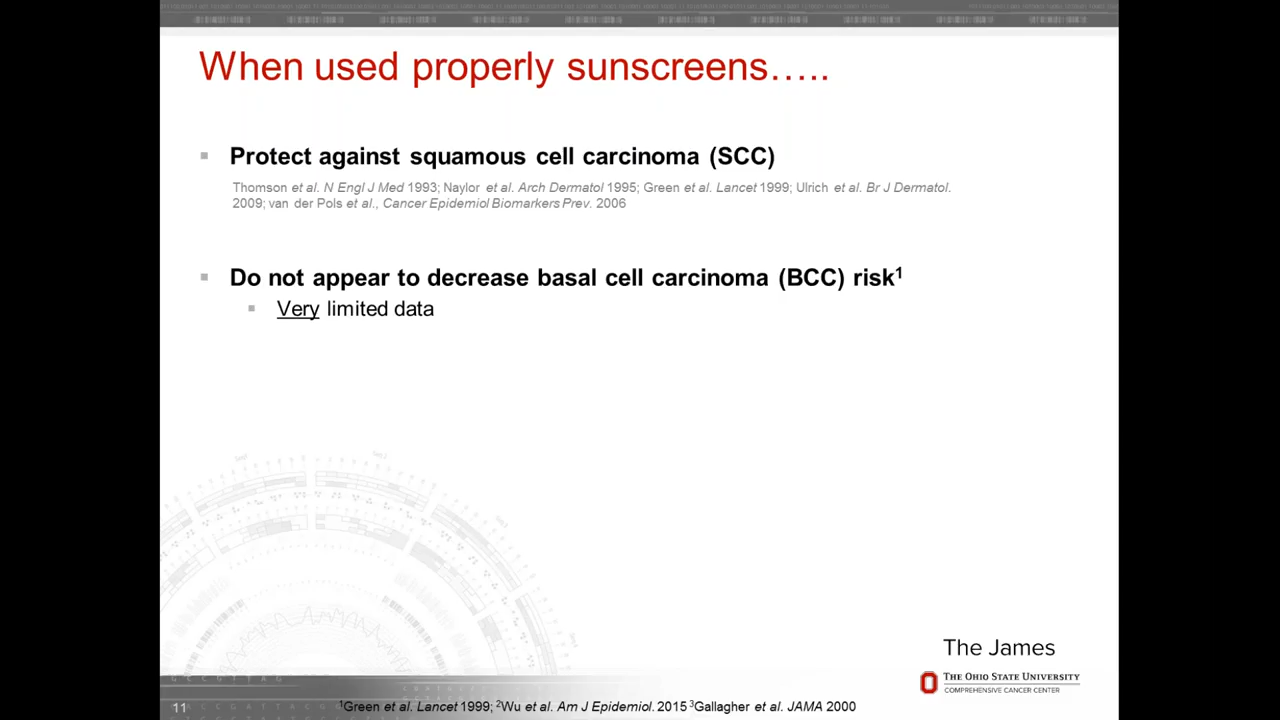 When used properly sunscreens…..
▪ Protect against squamous cell carcinoma (SCC)
Thomson et al. N Engl J Med 1993; Naylor et al. Arch Dermatol 1995; Green et al. Lancet 1999; Ulrich et al. Br J Dermatol.
2009; van der Pols et al., Cancer Epidemiol Biomarkers Prev. 2006
▪ Do not appear to decrease basal cell carcinoma (BCC) risk¹
▪ Very limited data
The James
THE OHIO STATE UNIVERSITY
COMPREHENSIVE CANCER CENTER
11
¹Green et al. Lancet 1999; ²Wu et al. Am J Epidemiol. 2015 ³Gallagher et al. JAMA 2000